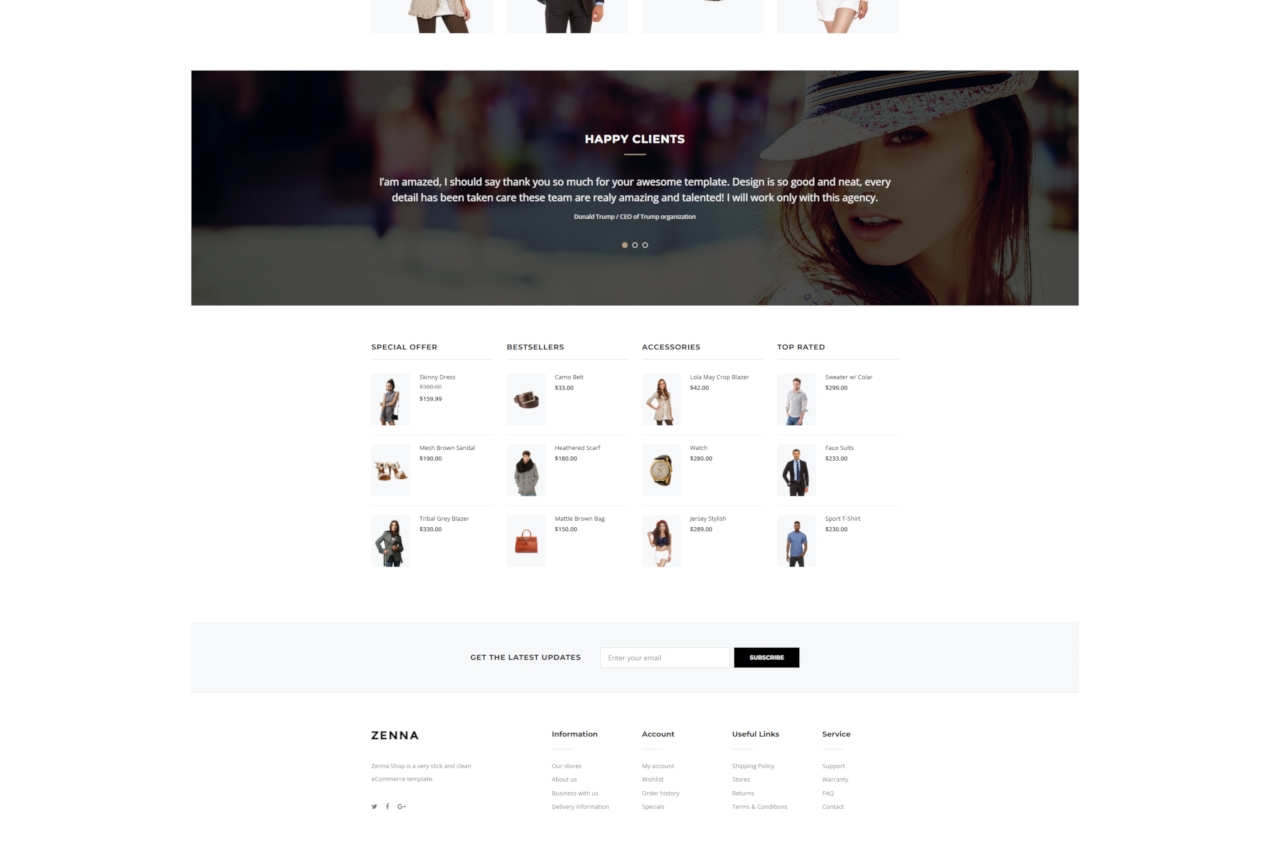 HAPPY CLIENTS
I'am amazed, I should say thank you so much for your awesome template. Design is so good and neat, every
detail has been taken care these team are realy amazing and talented! I will work only with this agency.
Donald Trump / CEO of Trump organization
SPECIAL OFFER
Skinny Dress
$388.00
$159.99
Mesh Brown Sandal
$190.00
Tribal Grey Blazer
$330.00
BESTSELLERS
Camo Belt
$33.00
Heathered Scarf
$180.00
Mattle Brown Bag
$150.00
ACCESSORIES
Lola May Crop Blazer
$42.00
Watch
$280.00
Jersey Stylish
$289.00
TOP RATED
Sweater w/ Colar
$299.00
Faux Suits
$233.00
Sport T-Shirt
$230.00
GET THE LATEST UPDATES
Enter your email
SUBSCRIBE
ZENNA
Zenna Shop is a very slick and clean
eCommerce template.
Information
Our stores
About us
Business with us
Delivery information
Account
My account
Wishlist
Order history
Specials
Useful Links
Shipping Policy
Stores
Returns
Terms & Conditions
Service
Support
Warranty
FAQ
Contact